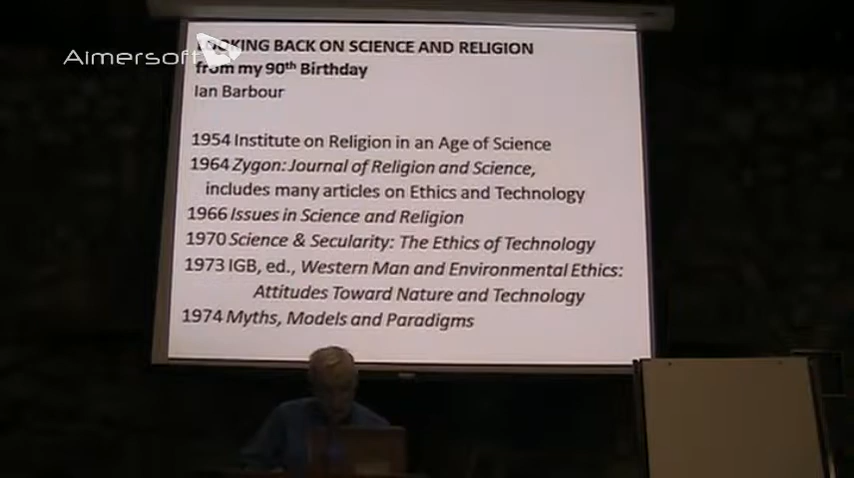 Aimersoft
LOOKING BACK ON SCIENCE AND RELIGION
from my 90th Birthday
Ian Barbour
1954 Institute on Religion in an Age of Science
1964 Zygon: Journal of Religion and Science,
includes many articles on Ethics and Technology
1966 Issues in Science and Religion
1970 Science & Secularity: The Ethics of Technology
1973 IGB, ed., Western Man and Environmental Ethics:
Attitudes Toward Nature and Technology
1974 Myths, Models and Paradigms